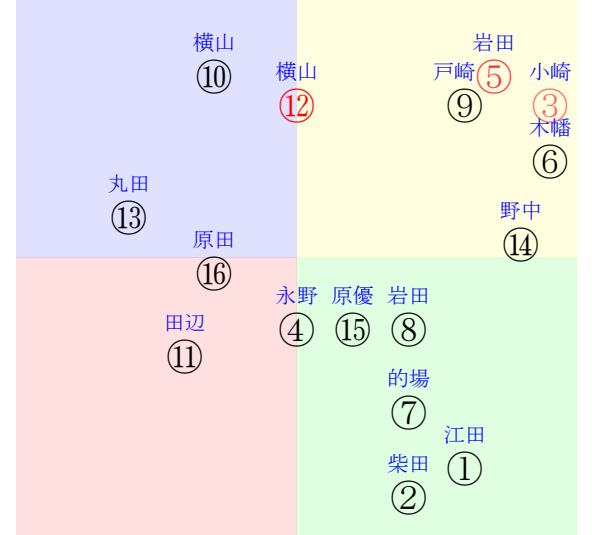 横山
⑩
横山
⑫
岩田
⑤
戸崎
⑨
小崎
③
木幡
⑥
丸田
⑬
野中
⑭
原田
⑯
永野
④
原優
⑮
岩田
⑧
田辺
⑪
的場
⑦
江田
①
柴田
②